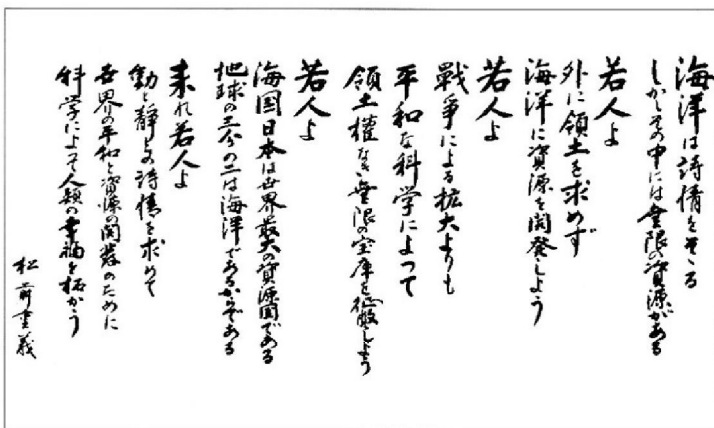 海洋は詩情をそゝる
しかしその中には無限の資源がある
若人よ
外に領土を求めず
海洋に資源を開発しよう
若人よ
戦争による拡大よりも
平和な科学によって
領土権なき無限の宝庫を征服しよう
若人よ
海国日本は世界最大の資源国である
地球の三分の二は海洋であるからである
来れ若人よ
動と静との詩情を求めて
世界の平和と資源の開発のために
科学によって人類の幸福を拓かう
松前重義